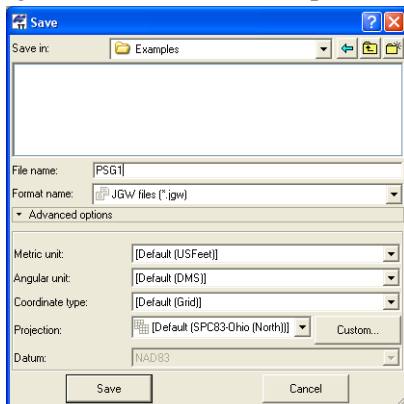 Save
Save in: Examples
File name: PSG1
Format name: JGW files (*.jgw)
Advanced options
Metric unit: [Default (USFeet)]
Angular unit: [Default (DMS)]
Coordinate type: [Default (Grid)]
Projection: [Default (SPC83-Ohio (North))] Custom...
Datum: NAD83
Save Cancel